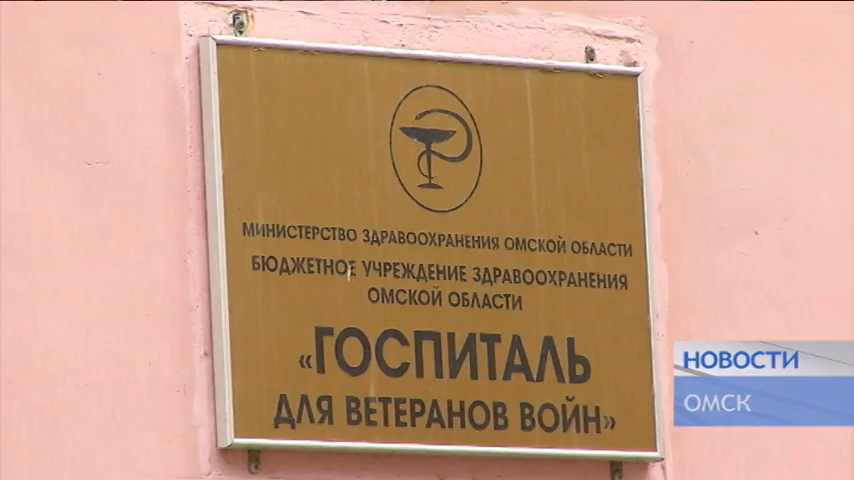 МИНИСТЕРСТВО ЗДРАВООХРАНЕНИЯ ОМСКОЙ ОБЛАСТИ
БЮДЖЕТНОЕ УЧРЕЖДЕНИЕ ЗДРАВООХРАНЕНИЯ
ОМСКОЙ ОБЛАСТИ
«ГОСПИТАЛЬ
ДЛЯ ВЕТЕРАНОВ ВОЙН»
НОВОСТИ
ОМСК